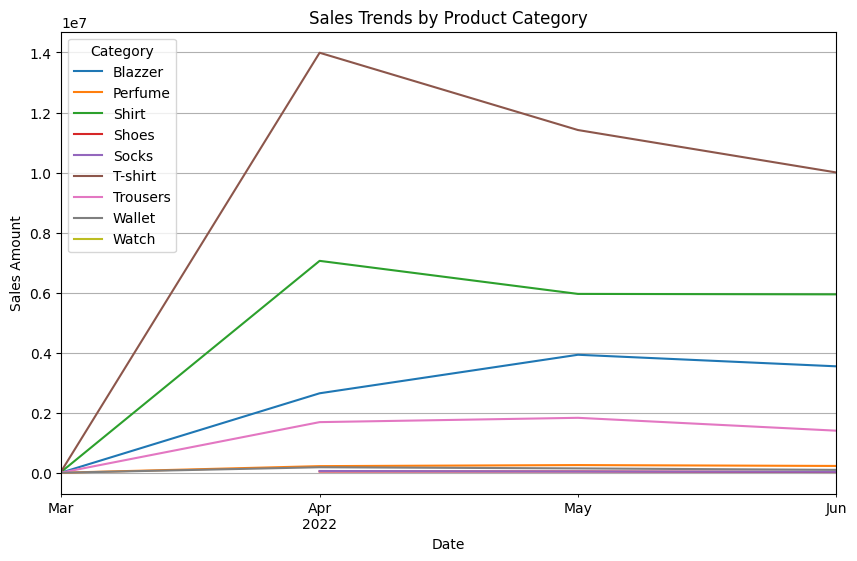 Sales Trends by Product Category
1e7
Category
Blazzer
Perfume
Shirt
Shoes
Socks
T-shirt
Trousers
Wallet
Watch
1.4
1.2
1.0
0.8
0.6
0.4
0.2
0.0
Sales Amount
Mar
Apr
2022
May
Jun
Date